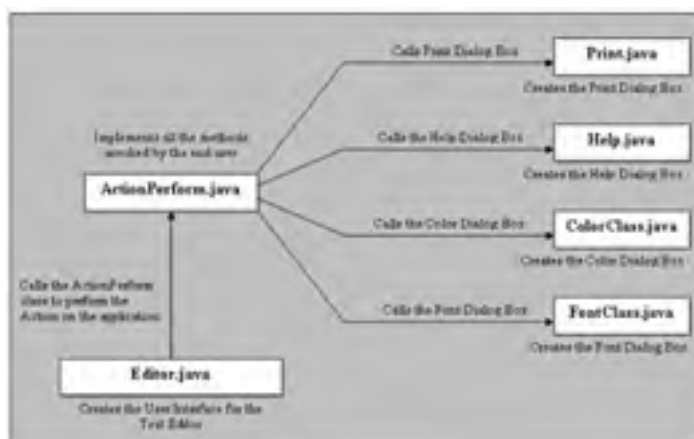 Calls Print Dialog Box
Print.java
Creates the Print Dialog Box
Implements all the methods
invoked by the end user
Calls the Help Dialog Box
Help.java
Creates the Help Dialog Box
ActionPerform.java
Calls the Color Dialog Box
ColorClass.java
Creates the Color Dialog Box
Calls the ActionPerform
class to perform the
Action on the application
Calls the Font Dialog Box
FontClass.java
Creates the Font Dialog Box
Editor.java
Creates the User Interface for the
Text Editor